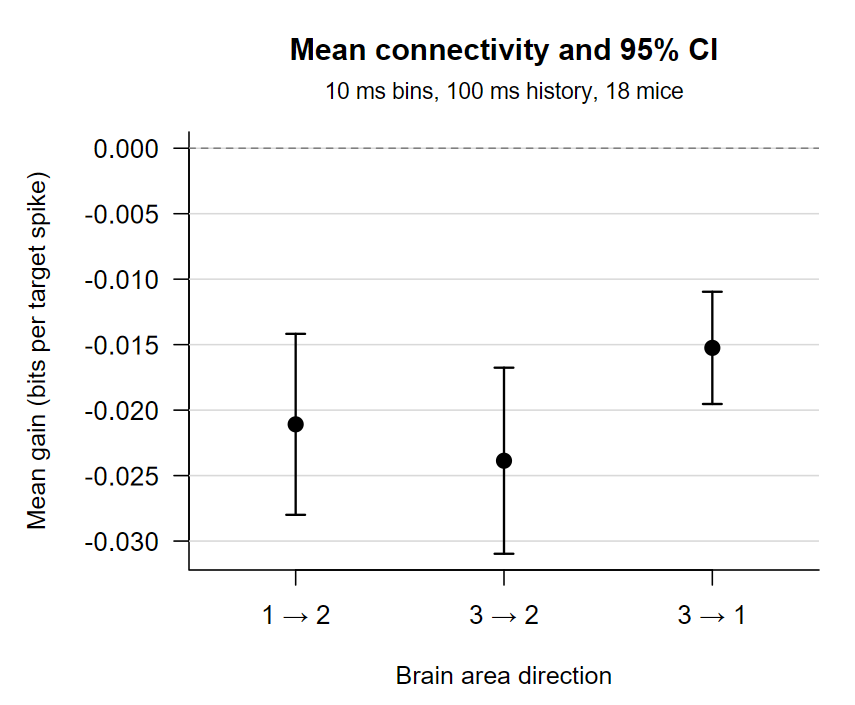 Mean connectivity and 95% CI
10 ms bins, 100 ms history, 18 mice
Mean gain (bits per target spike)
0.000
-0.005
-0.010
-0.015
-0.020
-0.025
-0.030
1 → 2
3 → 2
3 → 1
Brain area direction